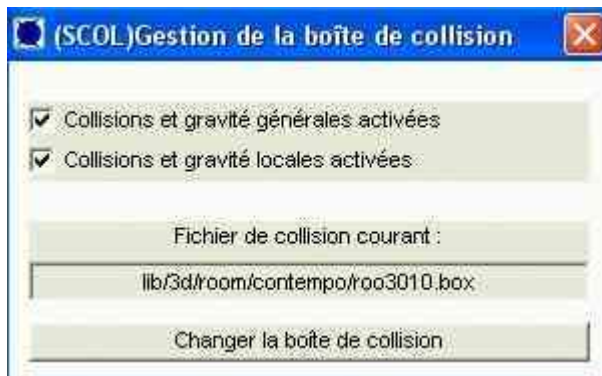 (SCOL)Gestion de la boîte de collision
Collisions et gravité générales activées
Collisions et gravité locales activées
Fichier de collision courant :
lib/3d/room/contempo/roo3010.box
Changer la boîte de collision